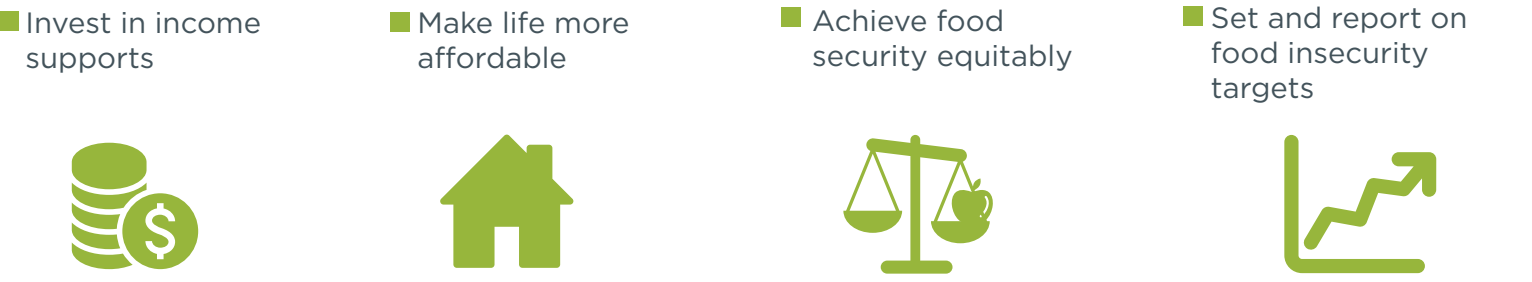 Invest in income
supports
Make life more
affordable
Achieve food
security equitably
Set and report on
food insecurity
targets
$